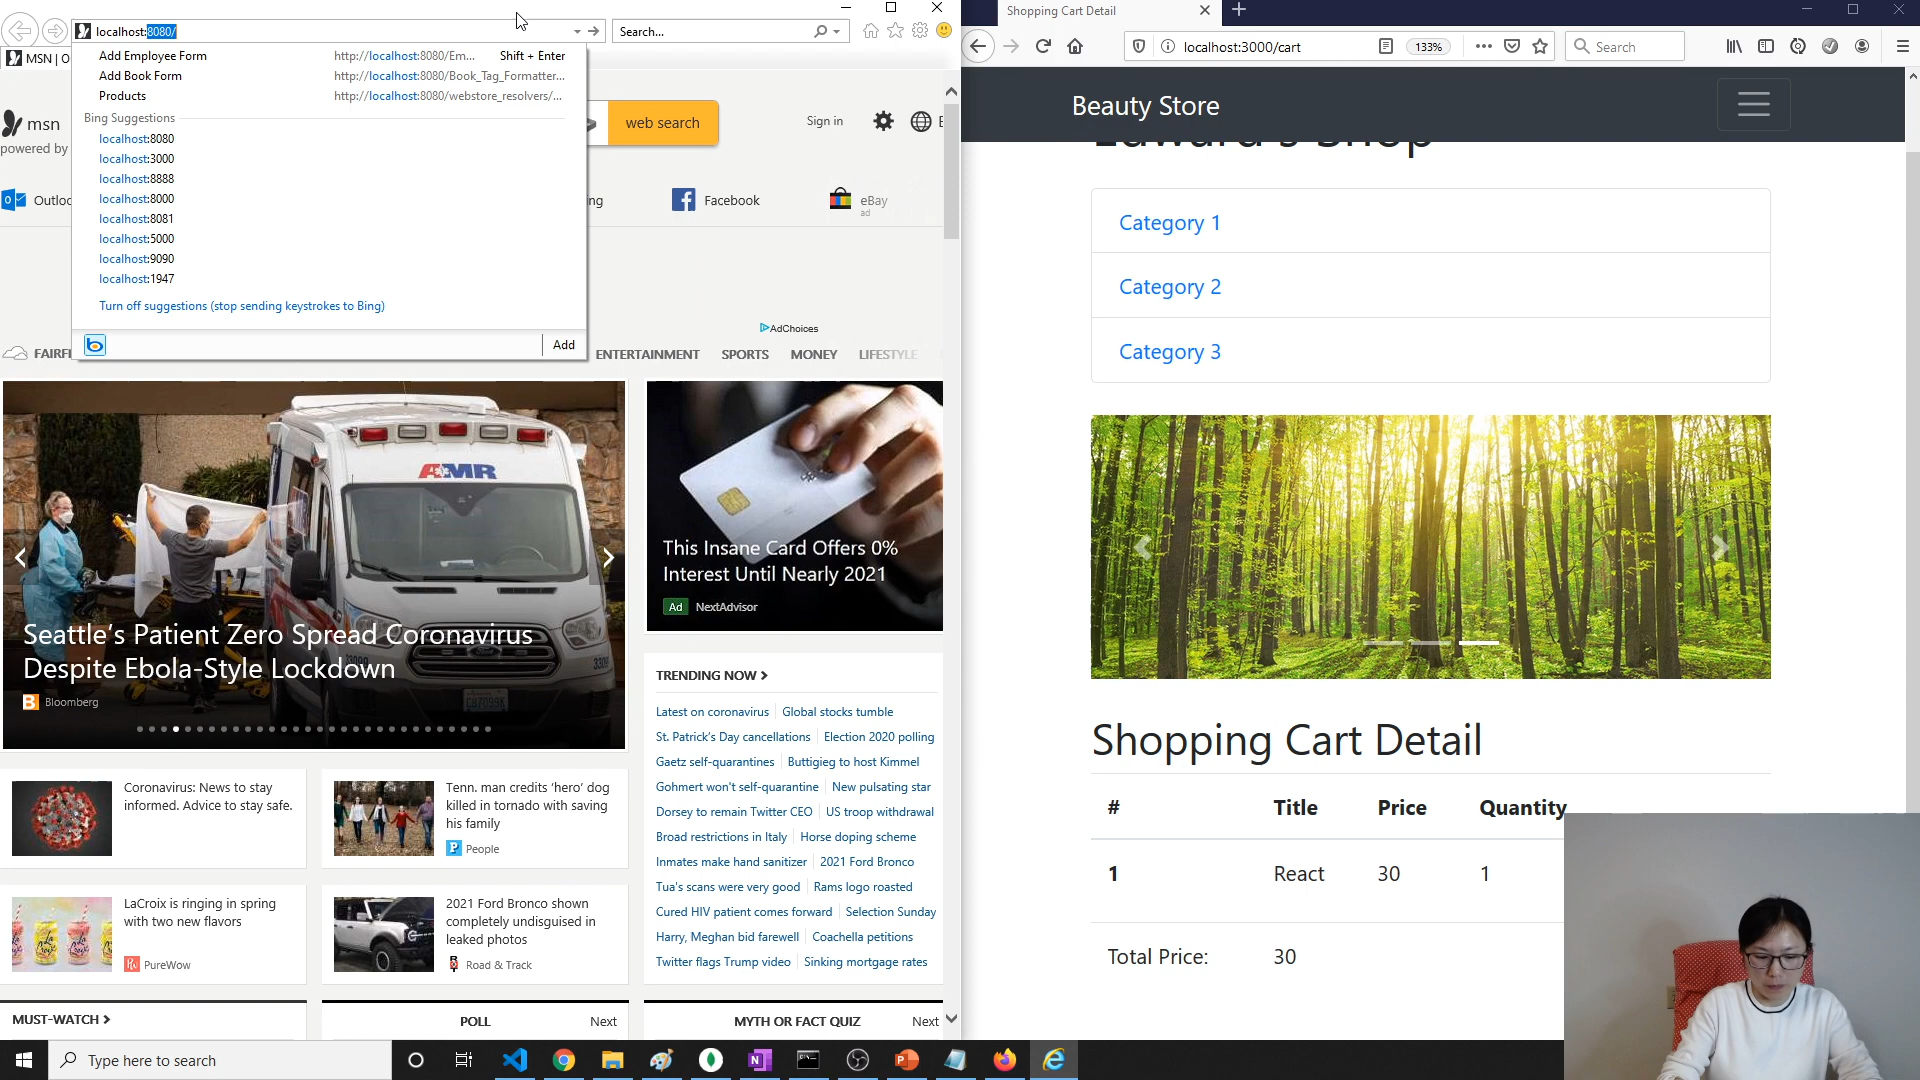 localhost:8080/
Search...
Add Employee Form http://localhost:8080/Em... Shift + Enter
Add Book Form http://localhost:8080/Book_Tag_Formatter...
Products http://localhost:8080/webstore_resolvers/...
Bing Suggestions
localhost:8080
localhost:3000
localhost:8888
localhost:8000
localhost:8081
localhost:5000
localhost:9090
localhost:1947
Turn off suggestions (stop sending keystrokes to Bing)
Add
MSN | O
msn
powered by
web search
Sign in
E
Outloo
ing
Facebook
eBay
ad
AdChoices
FAIRFI
ENTERTAINMENT SPORTS MONEY LIFESTYLE
AMR
Seattle's Patient Zero Spread Coronavirus
Despite Ebola-Style Lockdown
Bloomberg
This Insane Card Offers 0%
Interest Until Nearly 2021
Ad NextAdvisor
TRENDING NOW >
Latest on coronavirus Global stocks tumble
St. Patrick's Day cancellations Election 2020 polling
Gaetz self-quarantines Buttigieg to host Kimmel
Gohmert won't self-quarantine New pulsating star
Dorsey to remain Twitter CEO US troop withdrawal
Broad restrictions in Italy Horse doping scheme
Inmates make hand sanitizer 2021 Ford Bronco
Tua's scans were very good Rams logo roasted
Cured HIV patient comes forward Selection Sunday
Harry, Meghan bid farewell Coachella petitions
Twitter flags Trump video Sinking mortgage rates
Coronavirus: News to stay
informed. Advice to stay safe.
Tenn. man credits 'hero' dog
killed in tornado with saving
his family
People
LaCroix is ringing in spring
with two new flavors
PureWow
2021 Ford Bronco shown
completely undisguised in
leaked photos
Road & Track
MUST-WATCH >
POLL Next
MYTH OR FACT QUIZ Next
Type here to search
Shopping Cart Detail
localhost:3000/cart
133%
Search
Beauty Store
Edward's Shop
Category 1
Category 2
Category 3
Shopping Cart Detail
# Title Price Quantity
1 React 30 1
Total Price: 30